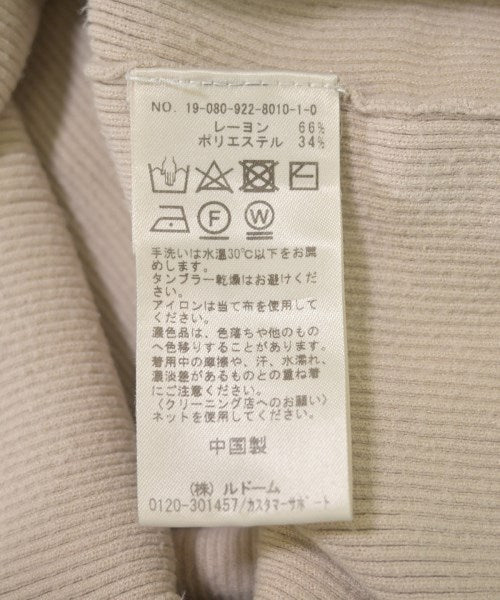 NO. 19-080-922-8010-1-0
レーヨン 66%
ポリエステル 34%
F W
手洗いは水温30℃以下をお薦
めします。
タンブラー乾燥はお避けくだ
さい。
アイロンは当て布を使用して
ください。
濃色品は、色落ちや他のもの
へ色移りすることがあります。
着用中の摩擦や、汗、水濡れ、
濃淡差があるものとの重ね着
にご注意ください。
〈クリーニング店へのお願い〉
ネットを使用してください。
中国製
(株) ルドーム
0120-301457/カスタマーサポート